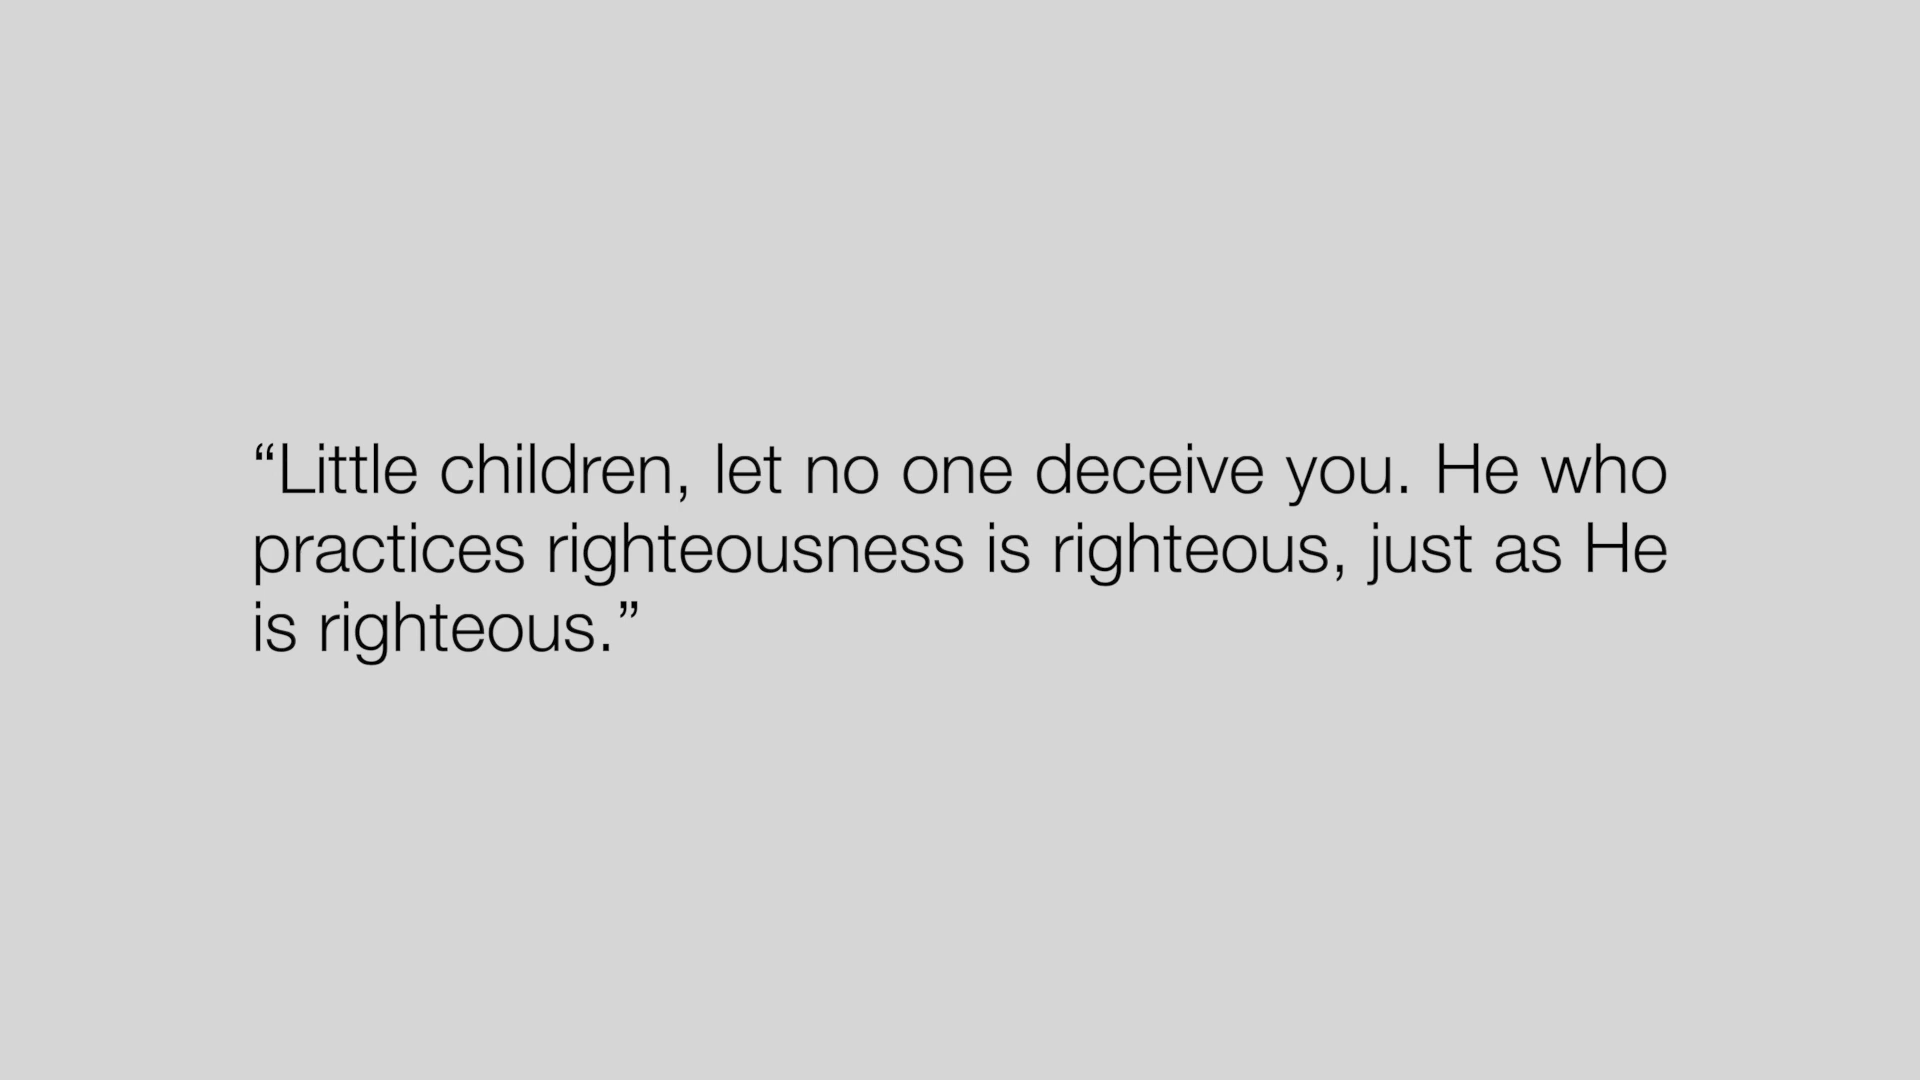 “Little children, let no one deceive you. He who
practices righteousness is righteous, just as He
is righteous.”